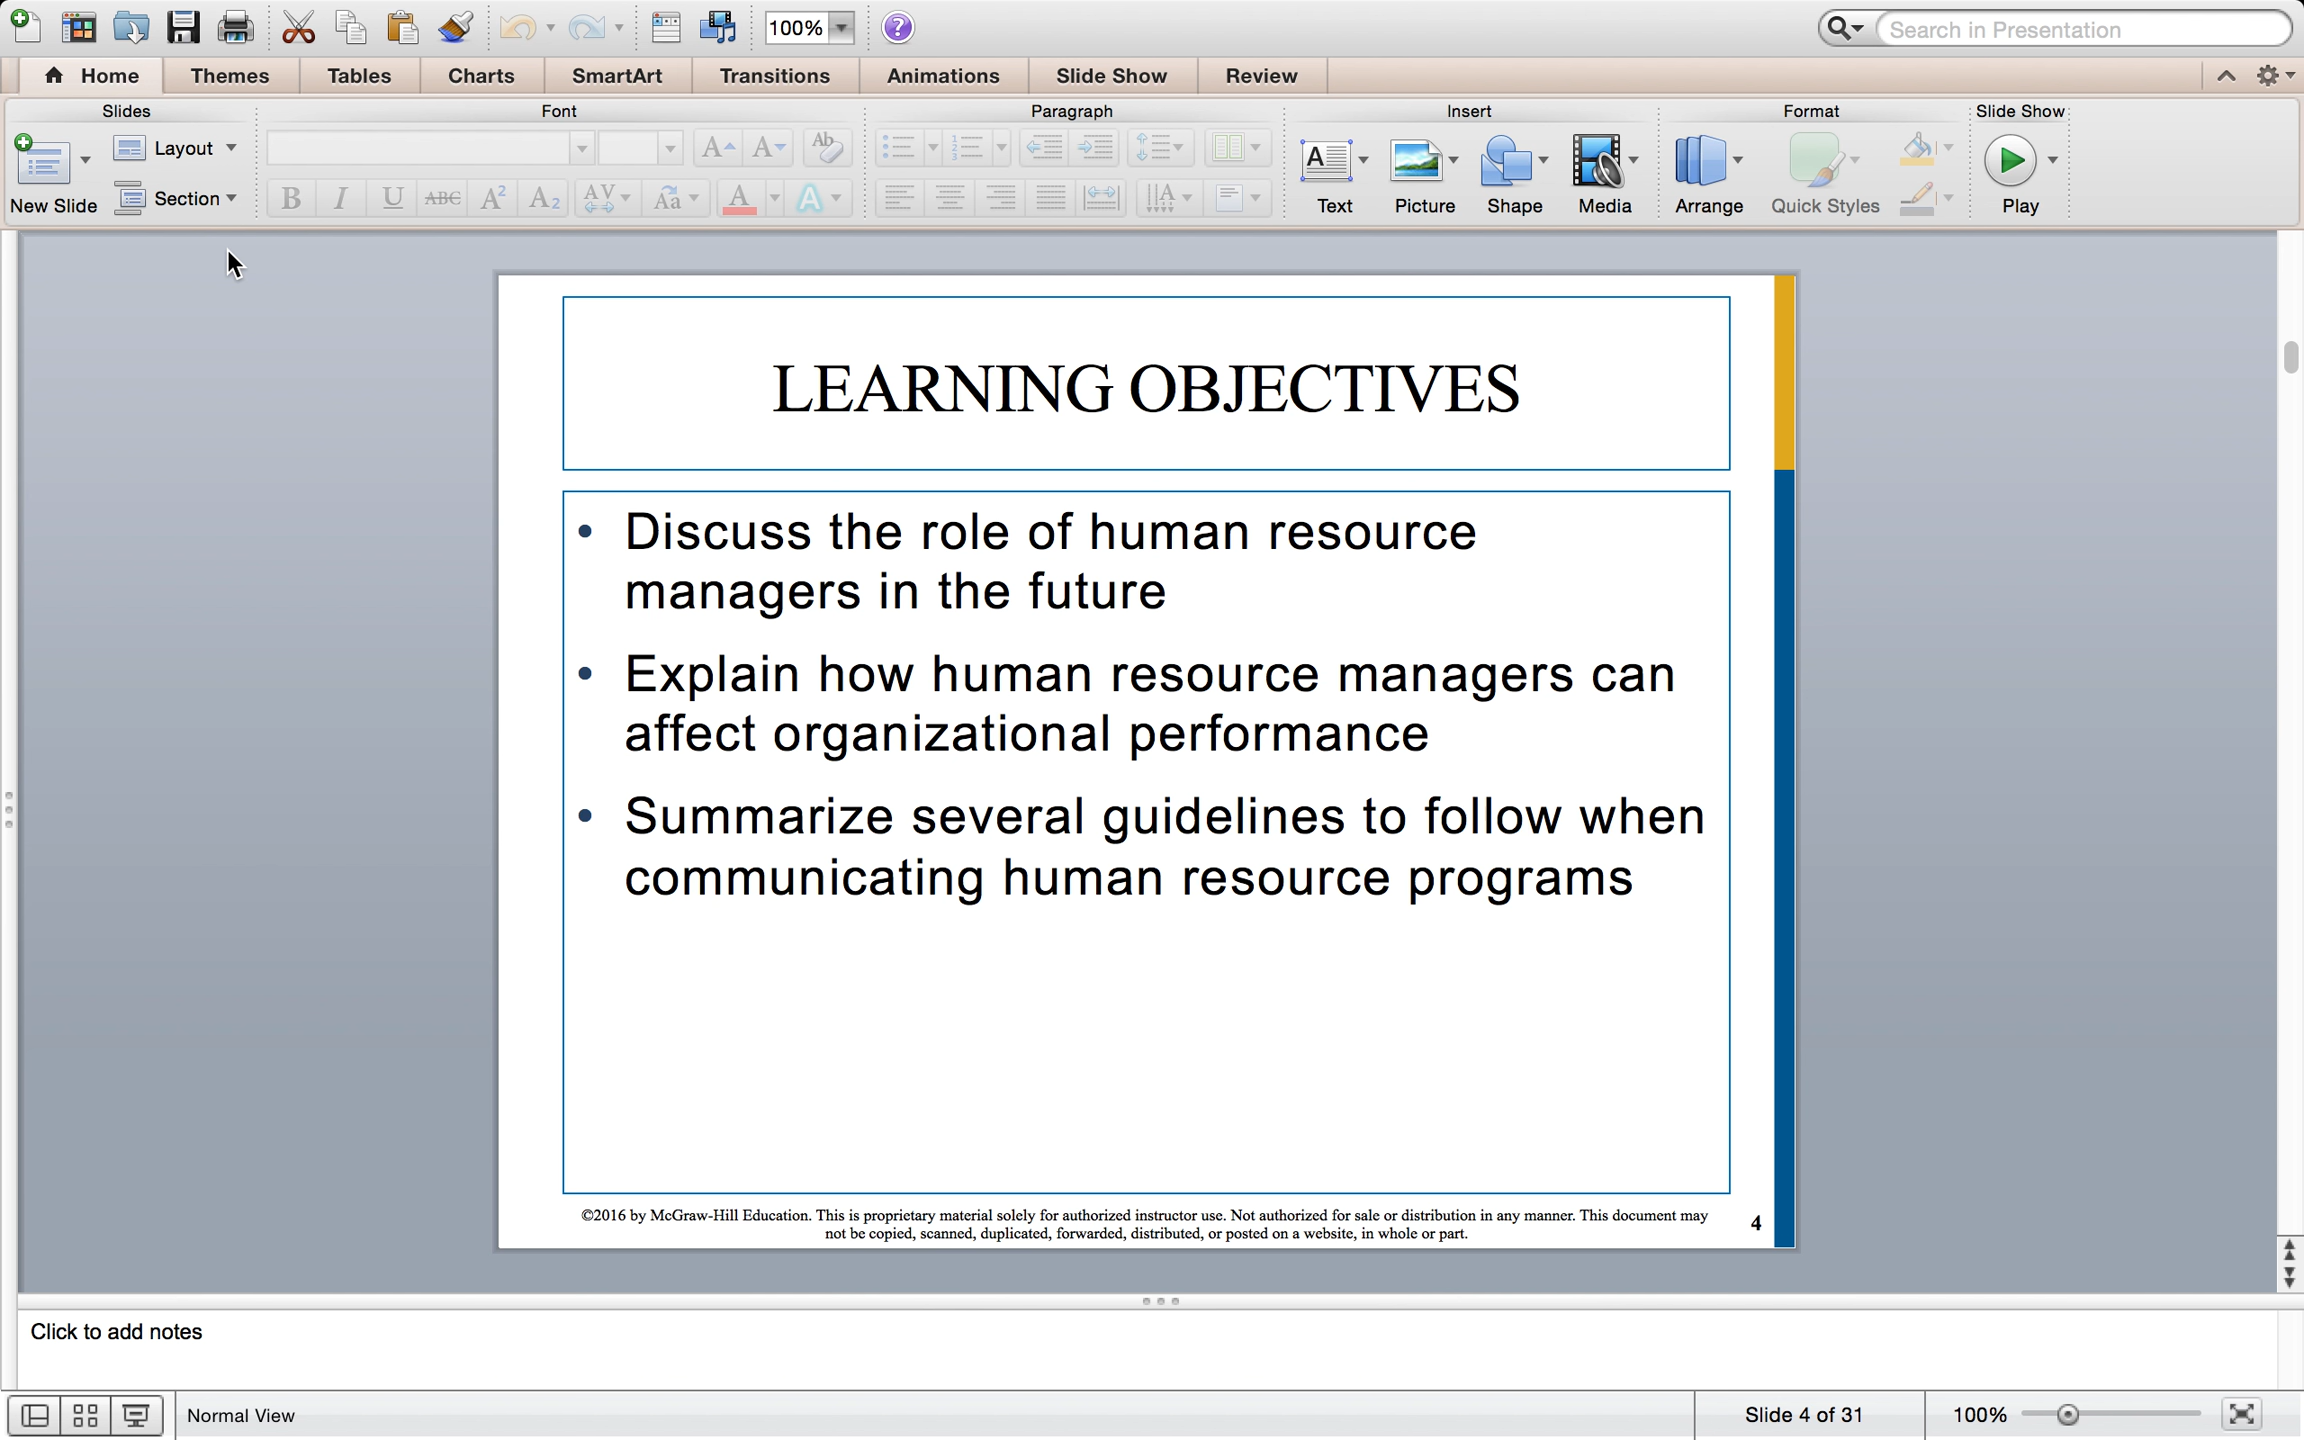 100%
Search in Presentation
Home
Themes
Tables
Charts
SmartArt
Transitions
Animations
Slide Show
Review
Slides
Font
Paragraph
Insert
Format
Slide Show
New Slide
Layout
Section
Text
Picture
Shape
Media
Arrange
Quick Styles
Play
LEARNING OBJECTIVES
• Discuss the role of human resource
managers in the future
• Explain how human resource managers can
affect organizational performance
• Summarize several guidelines to follow when
communicating human resource programs
©2016 by McGraw-Hill Education. This is proprietary material solely for authorized instructor use. Not authorized for sale or distribution in any manner. This document may
not be copied, scanned, duplicated, forwarded, distributed, or posted on a website, in whole or part.
4
Click to add notes
Normal View
Slide 4 of 31
100%